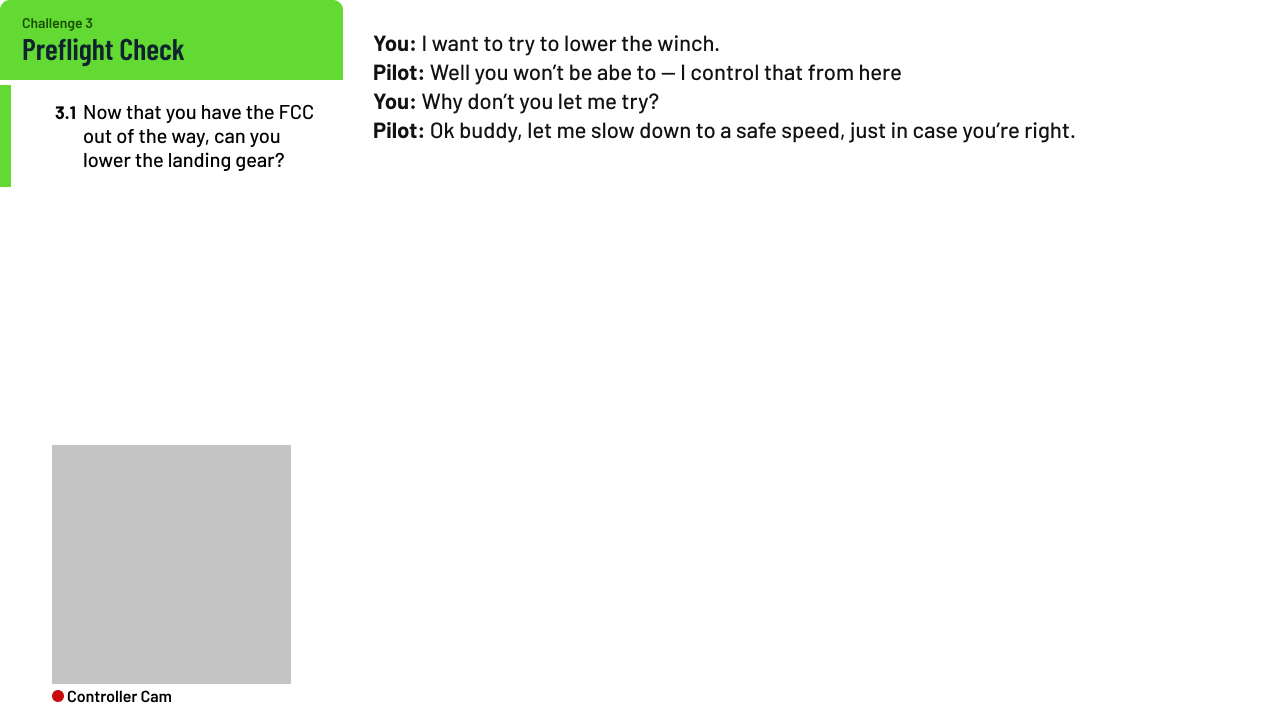 Challenge 3
Preflight Check
3.1 Now that you have the FCC
out of the way, can you
lower the landing gear?
You: I want to try to lower the winch.
Pilot: Well you won’t be abe to — I control that from here
You: Why don’t you let me try?
Pilot: Ok buddy, let me slow down to a safe speed, just in case you’re right.
Controller Cam